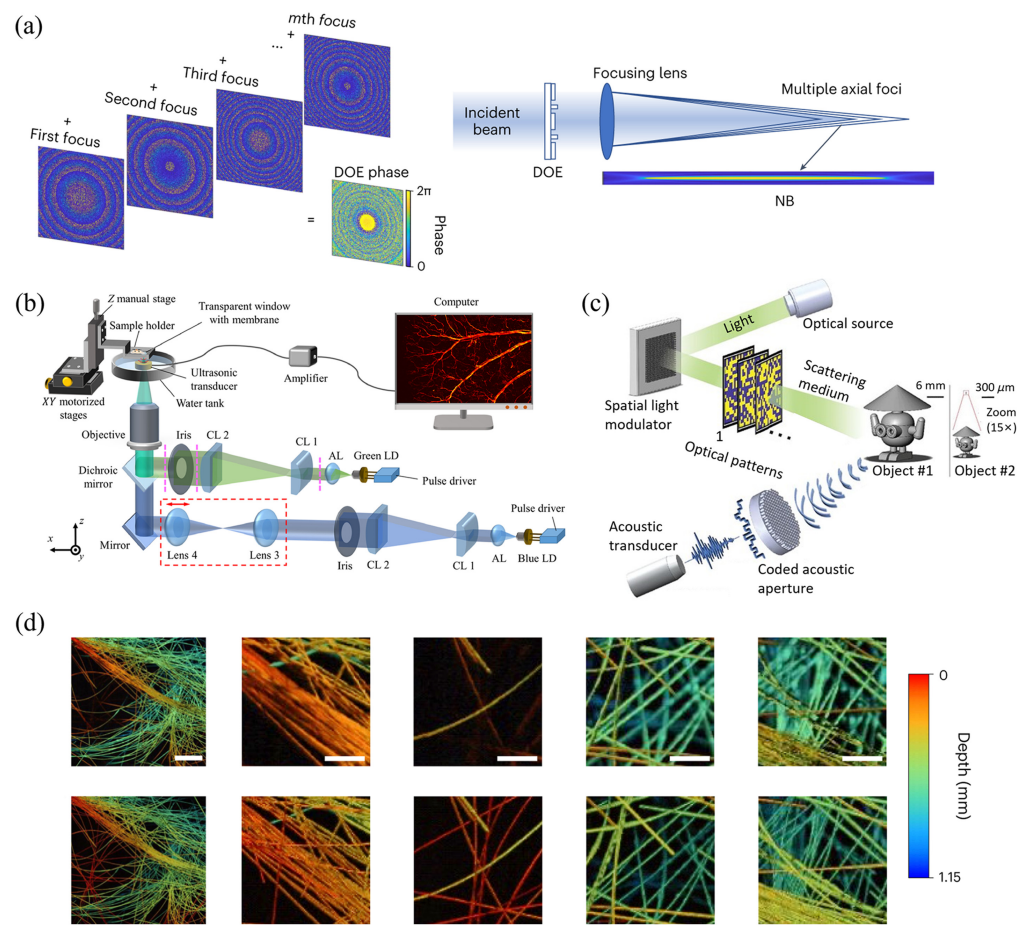 (a)
First focus
+
Second focus
+
Third focus
+
...
+
mth focus
=
DOE phase
2π
Phase
0
Incident
beam
DOE
Focusing lens
Multiple axial foci
NB
(b)
Z manual stage
Sample holder
Transparent window
with membrane
Ultrasonic
transducer
Water tank
XY motorized
stages
Amplifier
Computer
Objective
Dichroic
mirror
Iris
CL 2
CL 1
AL
Green LD
Pulse driver
Mirror
Lens 4
Lens 3
Iris
CL 2
CL 1
AL
Blue LD
Pulse driver
x
y
z
(c)
Light
Optical source
Spatial light
modulator
Scattering
medium
1
...
Optical patterns
6 mm
300 μm
Zoom
(15×)
Object #1
Object #2
Acoustic
transducer
Coded acoustic
aperture
(d)
0
Depth (mm)
1.15